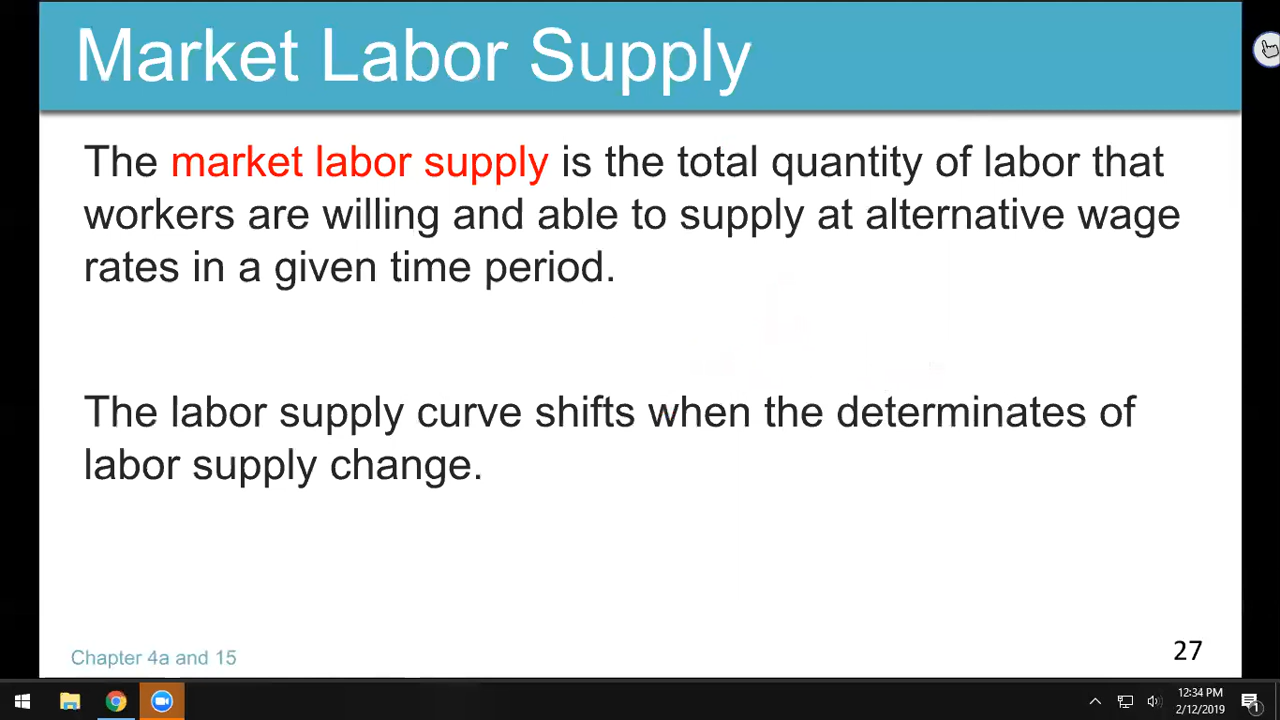 Market Labor Supply
The market labor supply is the total quantity of labor that
workers are willing and able to supply at alternative wage
rates in a given time period.
The labor supply curve shifts when the determinates of
labor supply change.
Chapter 4a and 15
27
12:34 PM
2/12/2019
1